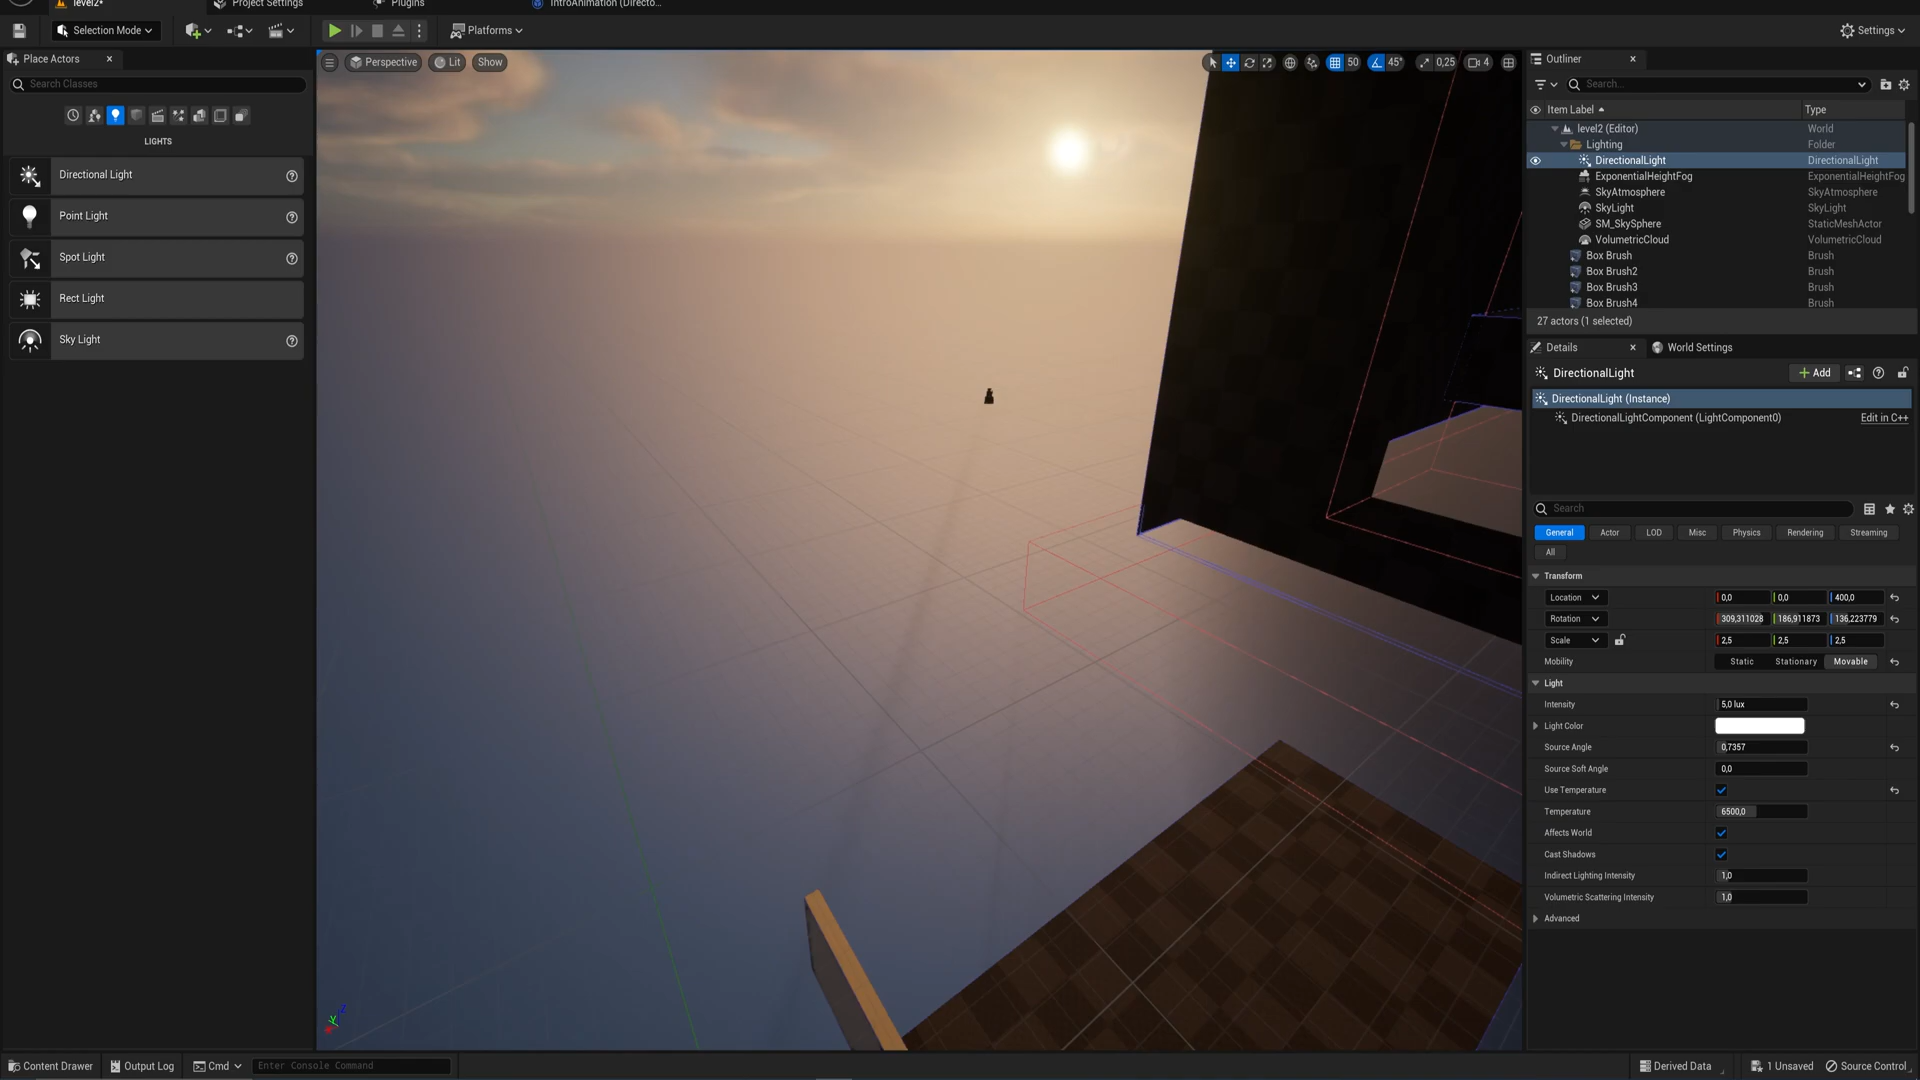 level2*
Project Settings
Plugins
IntroAnimation (Directo...
Selection Mode
Platforms
Settings
Place Actors
Search Classes
LIGHTS
Directional Light
Point Light
Spot Light
Rect Light
Sky Light
Perspective
Lit
Show
50
45°
0,25
4
Outliner
Search...
Item Label
Type
level2 (Editor)
World
Lighting
Folder
DirectionalLight
DirectionalLight
ExponentialHeightFog
ExponentialHeightFog
SkyAtmosphere
SkyAtmosphere
SkyLight
SkyLight
SM_SkySphere
StaticMeshActor
VolumetricCloud
VolumetricCloud
Box Brush
Brush
Box Brush2
Brush
Box Brush3
Brush
Box Brush4
Brush
27 actors (1 selected)
Details
World Settings
DirectionalLight
Add
DirectionalLight (Instance)
DirectionalLightComponent (LightComponent0)
Edit in C++
Search
General
Actor
LOD
Misc
Physics
Rendering
Streaming
All
Transform
Location
0,0
0,0
400,0
Rotation
309,311028
186,911873
136,223779
Scale
2,5
2,5
2,5
Mobility
Static
Stationary
Movable
Light
Intensity
5,0 lux
Light Color
Source Angle
0,7357
Source Soft Angle
0,0
Use Temperature
Temperature
6500,0
Affects World
Cast Shadows
Indirect Lighting Intensity
1,0
Volumetric Scattering Intensity
1,0
Advanced
Z
Y
Content Drawer
Output Log
Cmd
Enter Console Command
Derived Data
1 Unsaved
Source Control